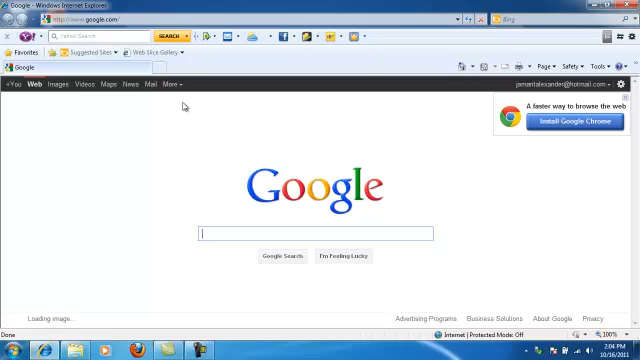 Google - Windows Internet Explorer
http://www.google.com/
Bing
Yahoo Search
SEARCH
Favorites
Suggested Sites
Web Slice Gallery
Google
Page
Safety
Tools
+You Web Images Videos Maps News Mail More
jamantalexander@hotmail.com
A faster way to browse the web
Install Google Chrome
Google
Google Search
I'm Feeling Lucky
Loading image...
Advertising Programs Business Solutions About Google Privacy
Done
Internet | Protected Mode: Off
100%
2:04 PM
10/16/2011